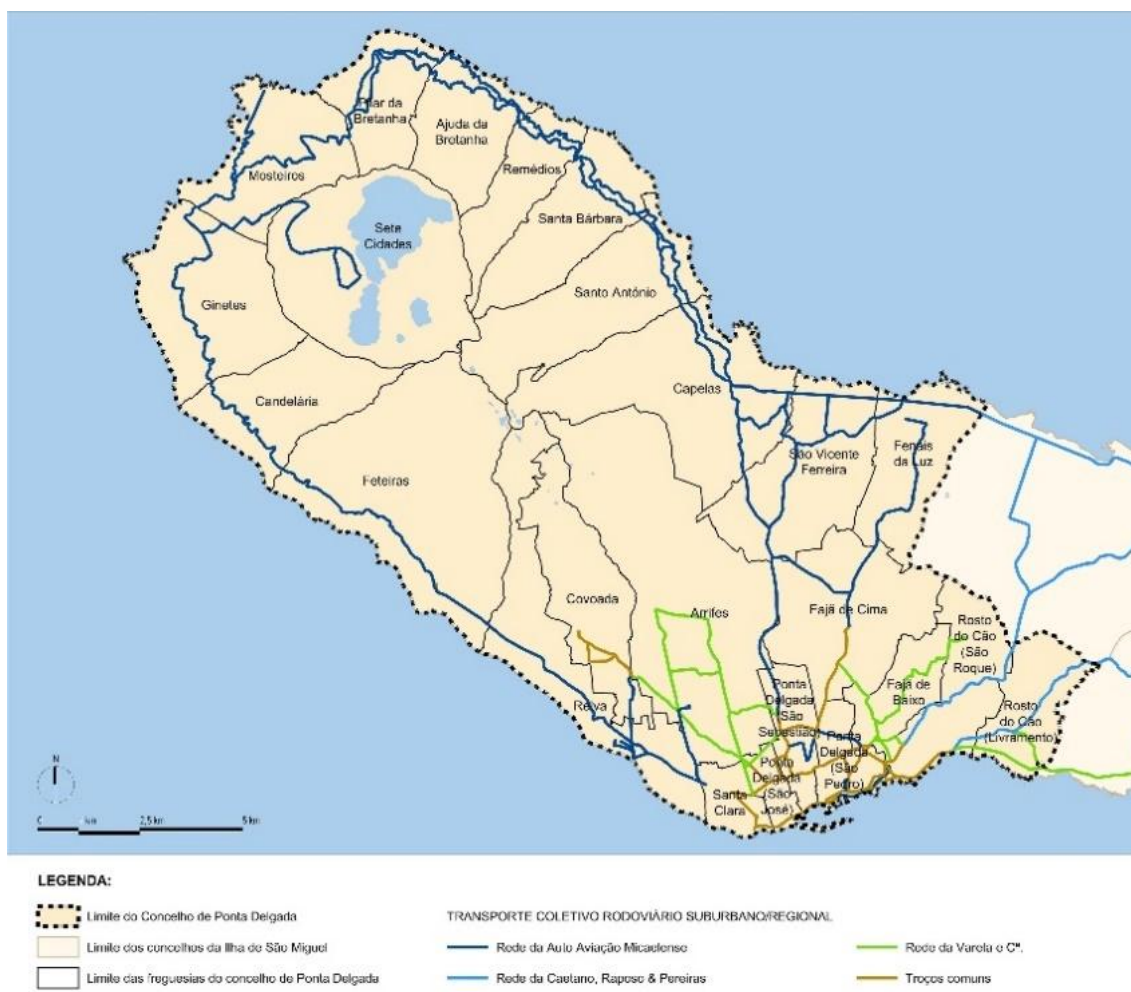 Pilar da
Bretanha
Ajuda da
Bretanha
Mosteiros
Remédios
Sete
Cidades
Santa Bárbara
Ginetes
Santo António
Candelária
Capelas
Feteiras
São Vicente
Ferreira
Fenais
da Luz
Covoada
Arrifes
Fajã de Cima
Rosto
do Cão
(São
Roque)
Relva
Ponta
Delgada
(São
Sebastião)
Fajã de
Baixo
Rosto
do Cão
(Livramento)
Ponta
Delgada
(São
Pedro)
Ponta
Delgada
(São
José)
Santa
Clara
N
0
2,5 km
5 km
LEGENDA:
Limite do Concelho de Ponta Delgada
Limite dos concelhos da Ilha de São Miguel
Limite das freguesias do concelho de Ponta Delgada
TRANSPORTE COLETIVO RODOVIÁRIO SUBURBANO/REGIONAL
Rede da Auto Aviação Micaelense
Rede da Caetano, Raposo & Pereiras
Rede da Varela e Cª.
Troços comuns